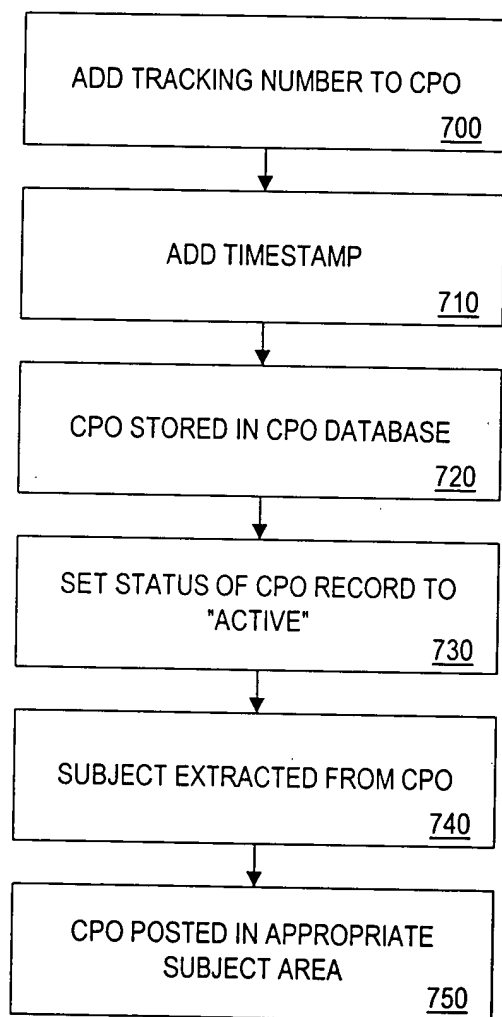 ADD TRACKING NUMBER TO CPO
700
ADD TIMESTAMP
710
CPO STORED IN CPO DATABASE
720
SET STATUS OF CPO RECORD TO
"ACTIVE"
730
SUBJECT EXTRACTED FROM CPO
740
CPO POSTED IN APPROPRIATE
SUBJECT AREA
750